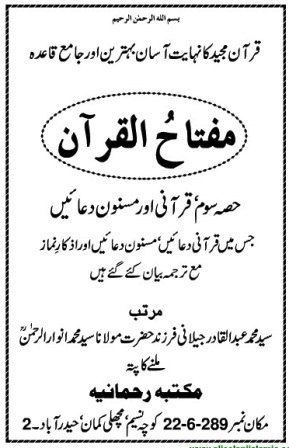 بسم الله الرحمن الرحیم
قرآن مجید کا نہایت آسان بہترین اور جامع قاعدہ
مفتاحُ القرآن
حصہ سوم، قرآنی اور مسنون دعائیں
جس میں قرآنی دعائیں، مسنون دعائیں اور اذکارِ نماز
مع ترجمہ بیان کئے گئے ہیں
مرتب
سید محمد عبدالقادر جیلانی فرزند حضرت مولانا سید محمد انوار الرحمٰنؒ
ملنے کا پتہ
مکتبہ رحمانیہ
مکان نمبر 289-6-22 کوچہ نسیم، مچھلی کمان، حیدرآباد۔2